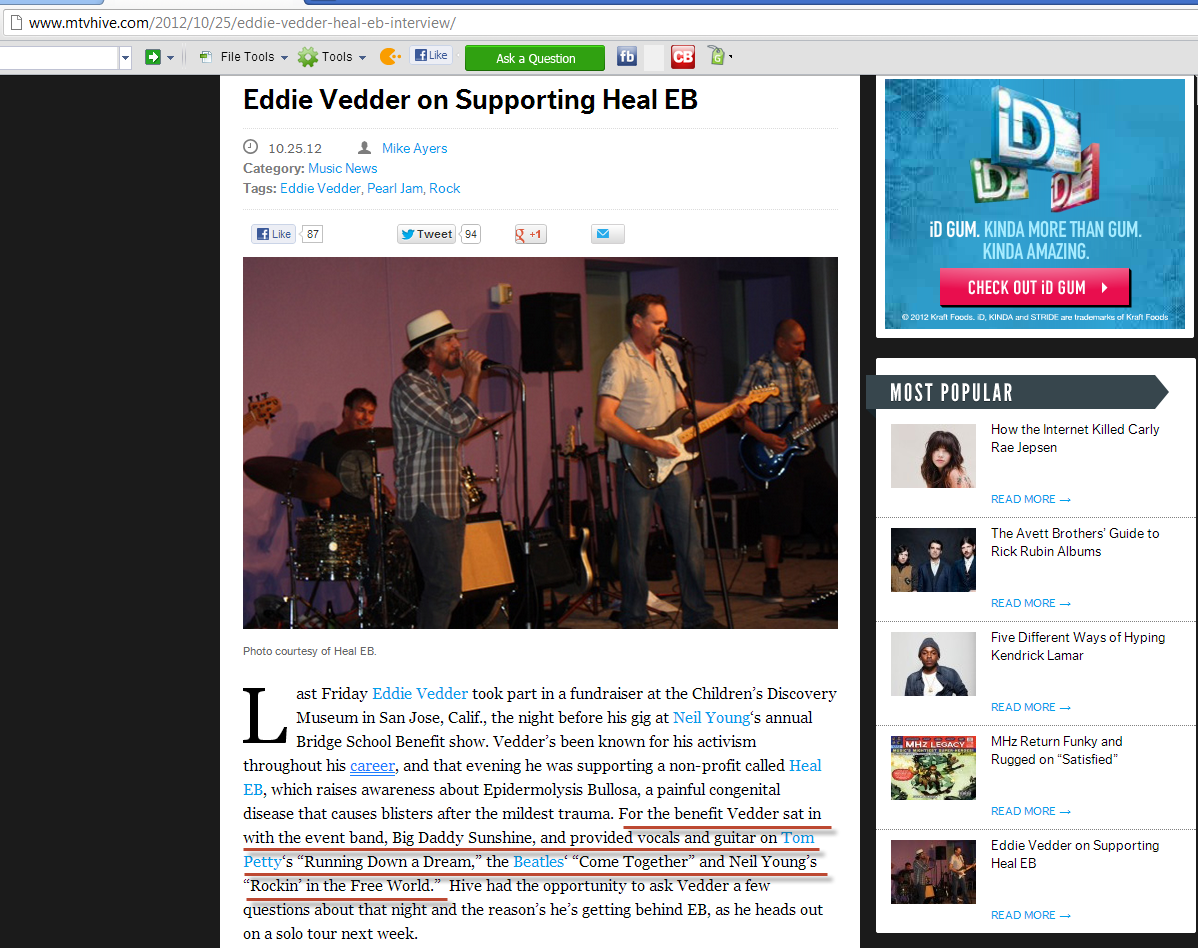 www.mtvhive.com/2012/10/25/eddie-vedder-heal-eb-interview/
File Tools Tools Like Ask a Question fb CB G
Eddie Vedder on Supporting Heal EB
10.25.12 Mike Ayers
Category: Music News
Tags: Eddie Vedder, Pearl Jam, Rock
Like 87 Tweet 94 g +1
Photo courtesy of Heal EB.
Last Friday Eddie Vedder took part in a fundraiser at the Children’s Discovery
Museum in San Jose, Calif., the night before his gig at Neil Young‘s annual
Bridge School Benefit show. Vedder’s been known for his activism
throughout his career, and that evening he was supporting a non-profit called Heal
EB, which raises awareness about Epidermolysis Bullosa, a painful congenital
disease that causes blisters after the mildest trauma. For the benefit Vedder sat in
with the event band, Big Daddy Sunshine, and provided vocals and guitar on Tom
Petty‘s “Running Down a Dream,” the Beatles‘ “Come Together” and Neil Young’s
“Rockin’ in the Free World.” Hive had the opportunity to ask Vedder a few
questions about that night and the reason’s he’s getting behind EB, as he heads out
on a solo tour next week.
iD
iD
iD
iD GUM. KINDA MORE THAN GUM.
KINDA AMAZING.
CHECK OUT iD GUM
© 2012 Kraft Foods. iD, KINDA and STRIDE are trademarks of Kraft Foods
MOST POPULAR
How the Internet Killed Carly
Rae Jepsen
READ MORE →
The Avett Brothers’ Guide to
Rick Rubin Albums
READ MORE →
Five Different Ways of Hyping
Kendrick Lamar
READ MORE →
MHZ LEGACY
MHz Return Funky and
Rugged on “Satisfied”
READ MORE →
Eddie Vedder on Supporting
Heal EB
READ MORE →